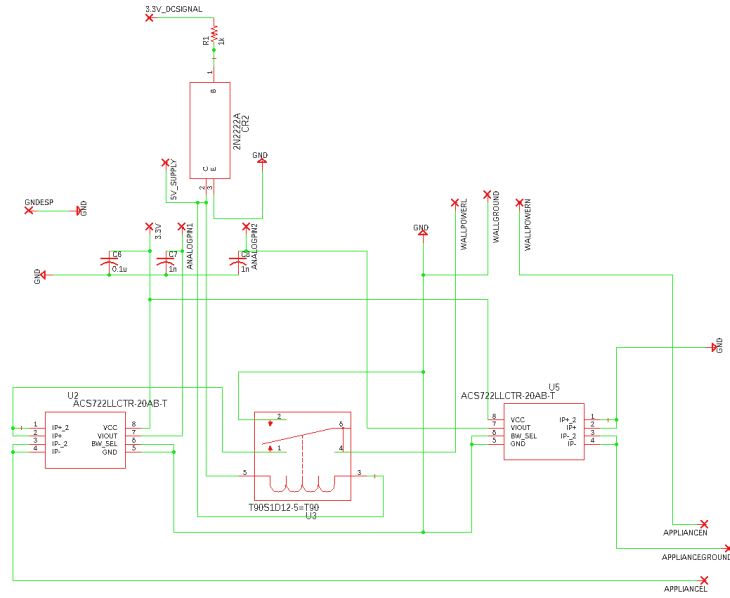 3.3V_DCSIGNAL
R1
1k
1
B
2N2222A
CR2
C
E
2
3
5V_SUPPLY
GND
GNDESP
GND
3.3V
ANALOGPIN1
ANALOGPIN2
WALLPOWERL
WALLGROUND
WALLPOWERN
GND
C6
0.1u
C7
1n
C8
1n
GND
GND
U2
ACS722LLCTR-20AB-T
1 IP+_2 VCC 8
2 IP+ VIOUT 7
3 IP-_2 BW_SEL 6
4 IP- GND 5
U5
ACS722LLCTR-20AB-T
8 VCC IP+_2 1
7 VIOUT IP+ 2
6 BW_SEL IP-_2 3
5 GND IP- 4
2
6
1
4
5
3
T90S1D12-5=T90
U3
APPLIANCEN
APPLIANCEGROUND
APPLIANCEL